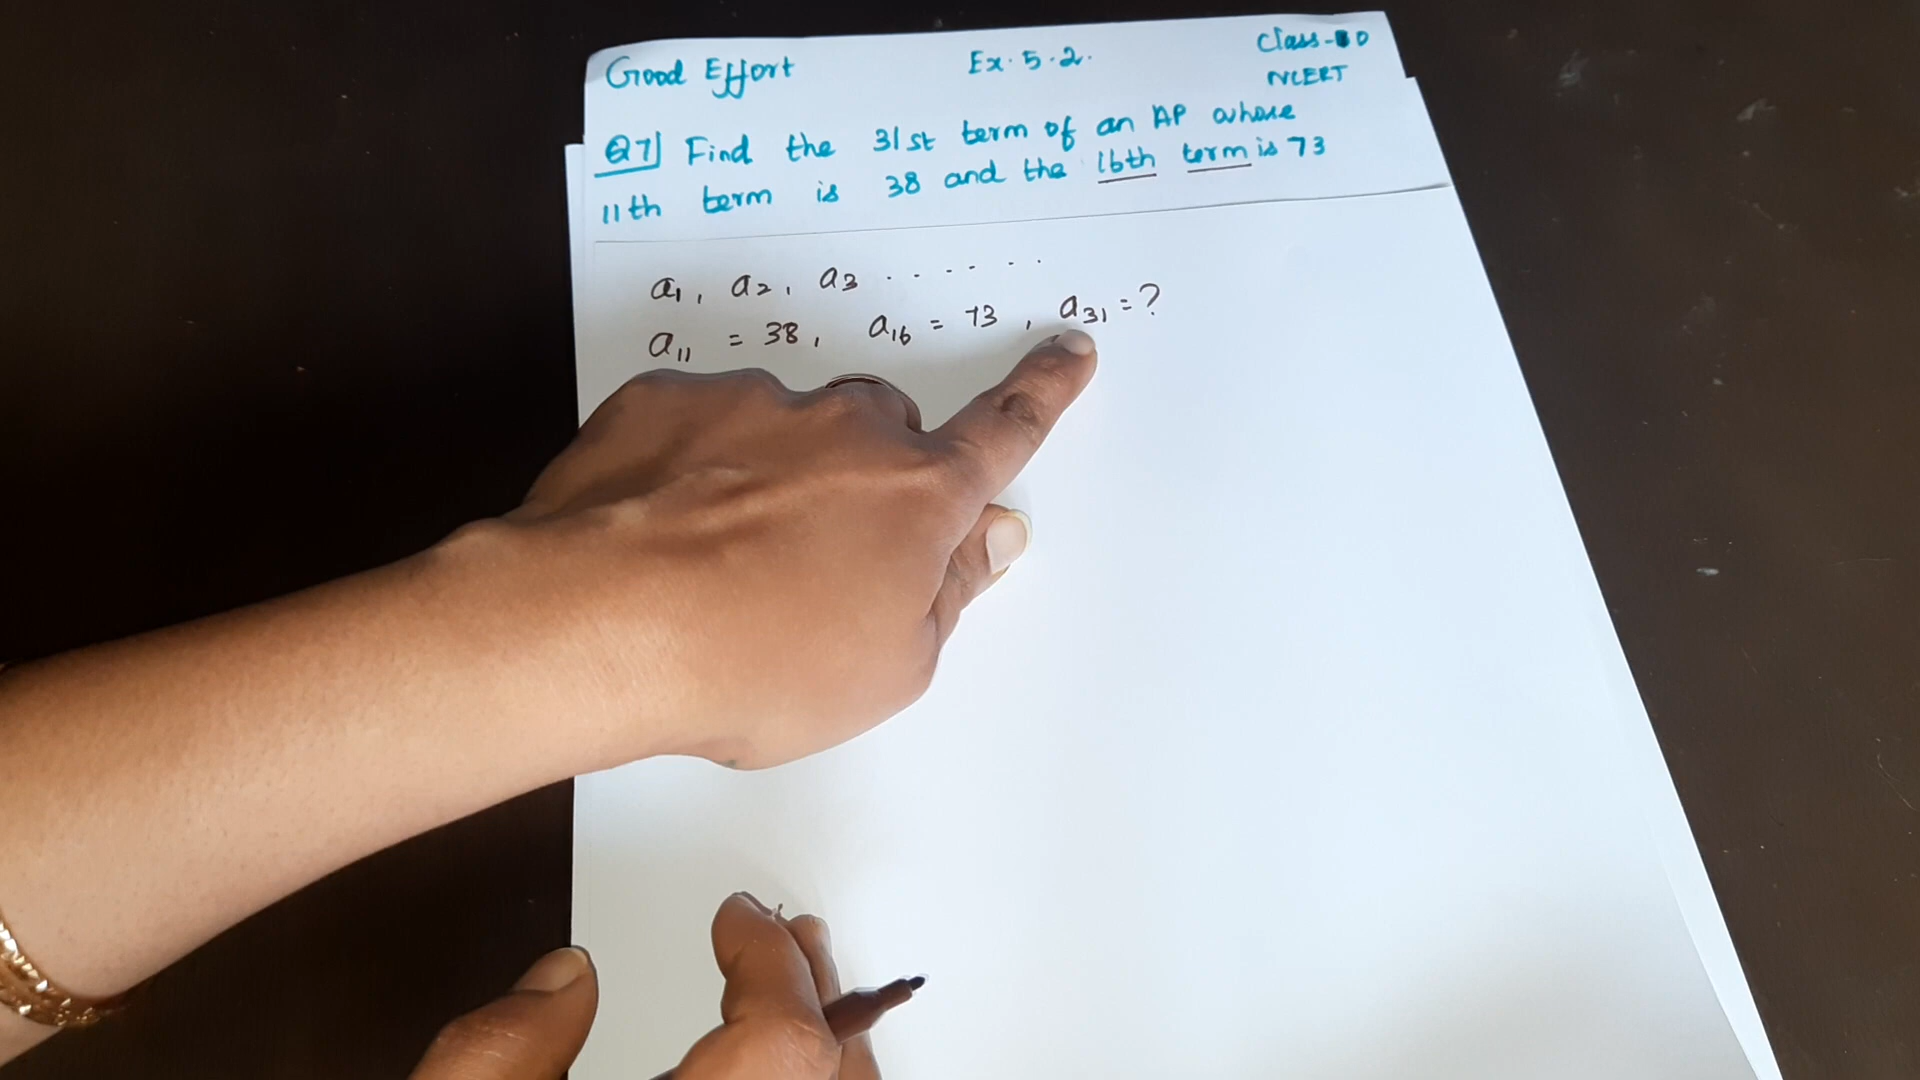 Good Effort Ex. 5.2. Class-10
NCERT
Q7] Find the 31st term of an AP whose
11th term is 38 and the 16th term is 73
a1, a2, a3 .......
a11 = 38, a16 = 73, a31 = ?